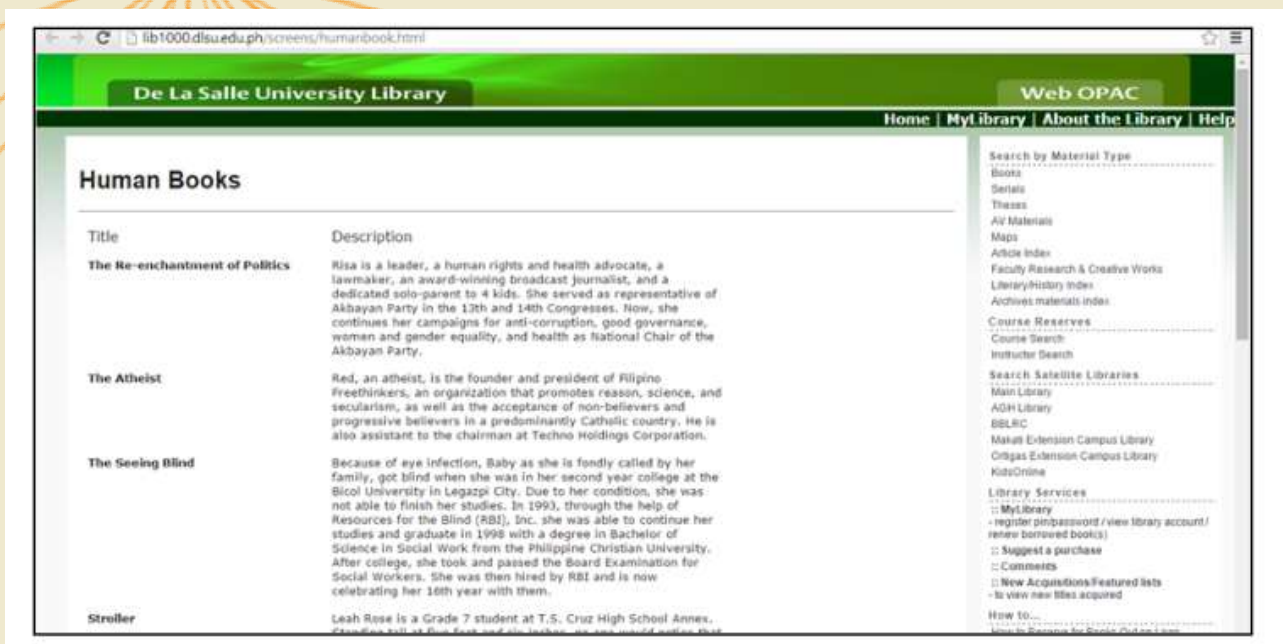 lib1000.dlsu.edu.ph/screens/humanbook.html
De La Salle University Library
Web OPAC
Home | MyLibrary | About the Library | Help
Human Books
Title Description
The Re-enchantment of Politics
Risa is a leader, a human rights and health advocate, a
lawmaker, an award-winning broadcast journalist, and a
dedicated solo-parent to 4 kids. She served as representative of
Akbayan Party in the 13th and 14th Congresses. Now, she
continues her campaigns for anti-corruption, good governance,
women and gender equality, and health as National Chair of the
Akbayan Party.
The Atheist
Red, an atheist, is the founder and president of Filipino
Freethinkers, an organization that promotes reason, science, and
secularism, as well as the acceptance of non-believers and
progressive believers in a predominantly Catholic country. He is
also assistant to the chairman at Techno Holdings Corporation.
The Seeing Blind
Because of eye infection, Baby as she is fondly called by her
family, got blind when she was in her second year college at the
Bicol University in Legazpi City. Due to her condition, she was
not able to finish her studies. In 1993, through the help of
Resources for the Blind (RBI), Inc. she was able to continue her
studies and graduate in 1998 with a degree in Bachelor of
Science in Social Work from the Philippine Christian University.
After college, she took and passed the Board Examination for
Social Workers. She was then hired by RBI and is now
celebrating her 16th year with them.
Stroller
Leah Rose is a Grade 7 student at T.S. Cruz High School Annex.
Search by Material Type
Books
Serials
Theses
AV Materials
Maps
Article Index
Faculty Research & Creative Works
Literary/History Index
Archives materials index
Course Reserves
Course Search
Instructor Search
Search Satellite Libraries
Main Library
AGH Library
BBLRC
Makati Extension Campus Library
Ortigas Extension Campus Library
KidsOnline
Library Services
:: MyLibrary
- register pin/password / view library account /
renew borrowed book(s)
:: Suggest a purchase
:: Comments
:: New Acquisitions/Featured lists
- to view new titles acquired
How to...